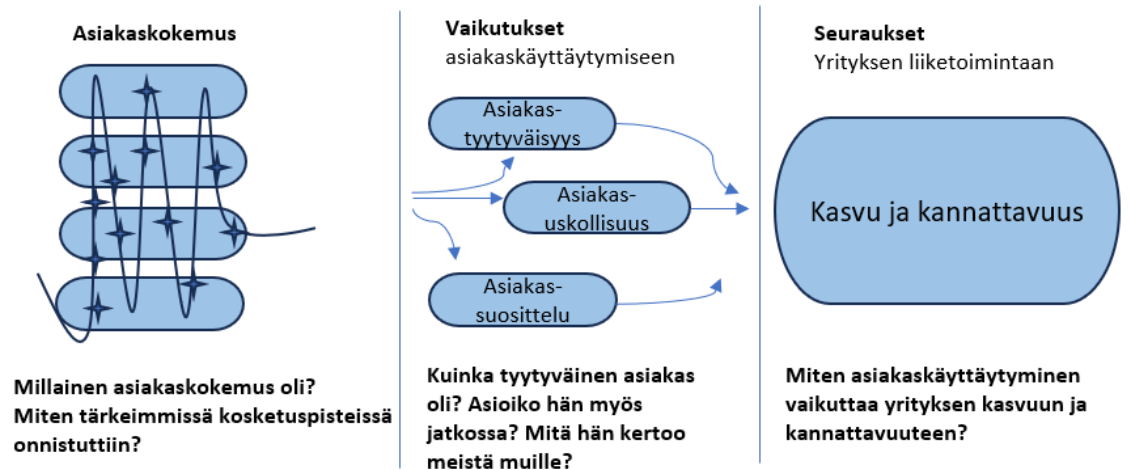 Asiakaskokemus
Millainen asiakaskokemus oli?
Miten tärkeimmissä kosketuspisteissä
onnistuttiin?
Vaikutukset
asiakaskäyttäytymiseen
Asiakas-
tyytyväisyys
Asiakas-
uskollisuus
Asiakas-
suosittelu
Kuinka tyytyväinen asiakas
oli? Asioiko hän myös
jatkossa? Mitä hän kertoo
meistä muille?
Seuraukset
Yrityksen liiketoimintaan
Kasvu ja kannattavuus
Miten asiakaskäyttäytyminen
vaikuttaa yrityksen kasvuun ja
kannattavuuteen?